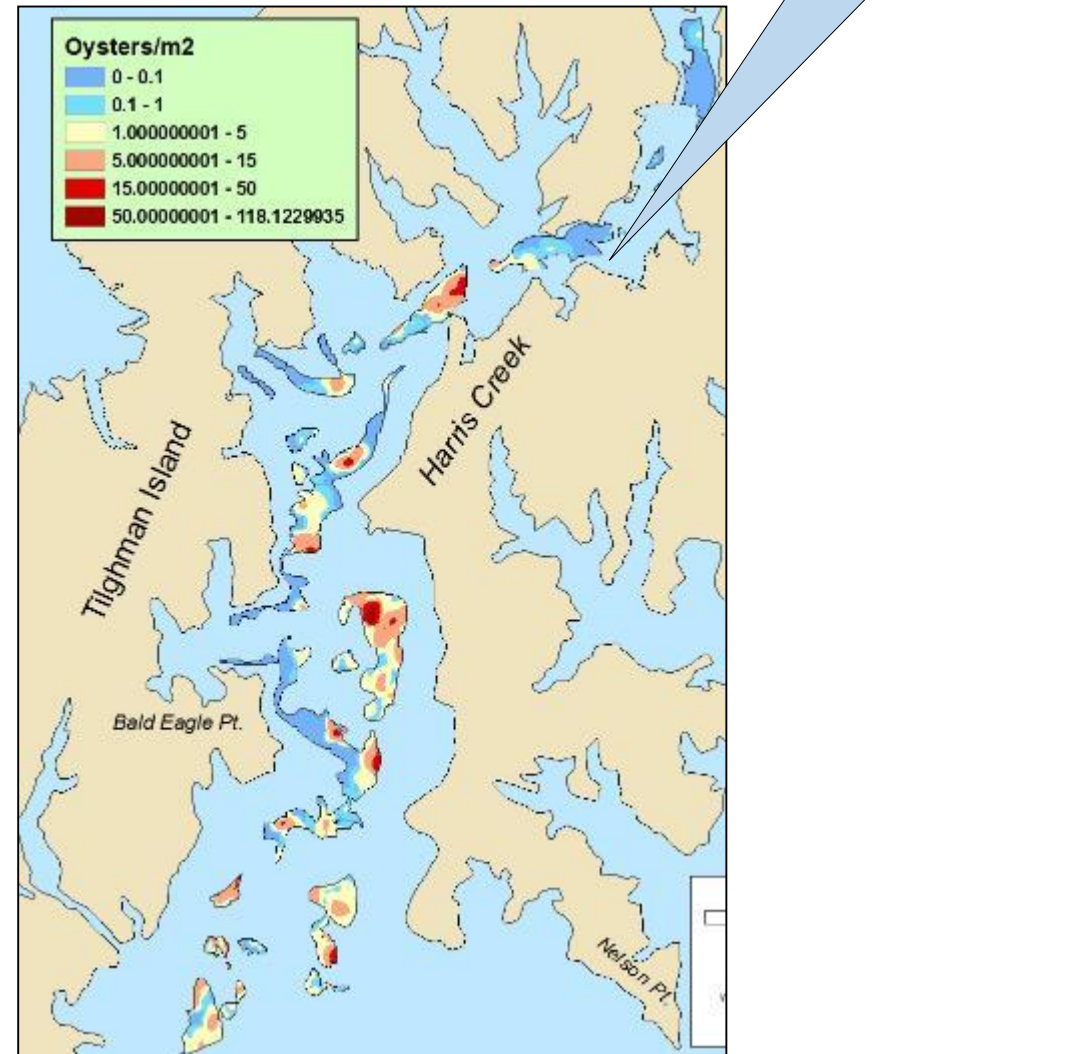 Oysters/m2
0 - 0.1
0.1 - 1
1.000000001 - 5
5.000000001 - 15
15.00000001 - 50
50.00000001 - 118.1229935
Harris Creek
Tilghman Island
Bald Eagle Pt.
Nelson Pt.